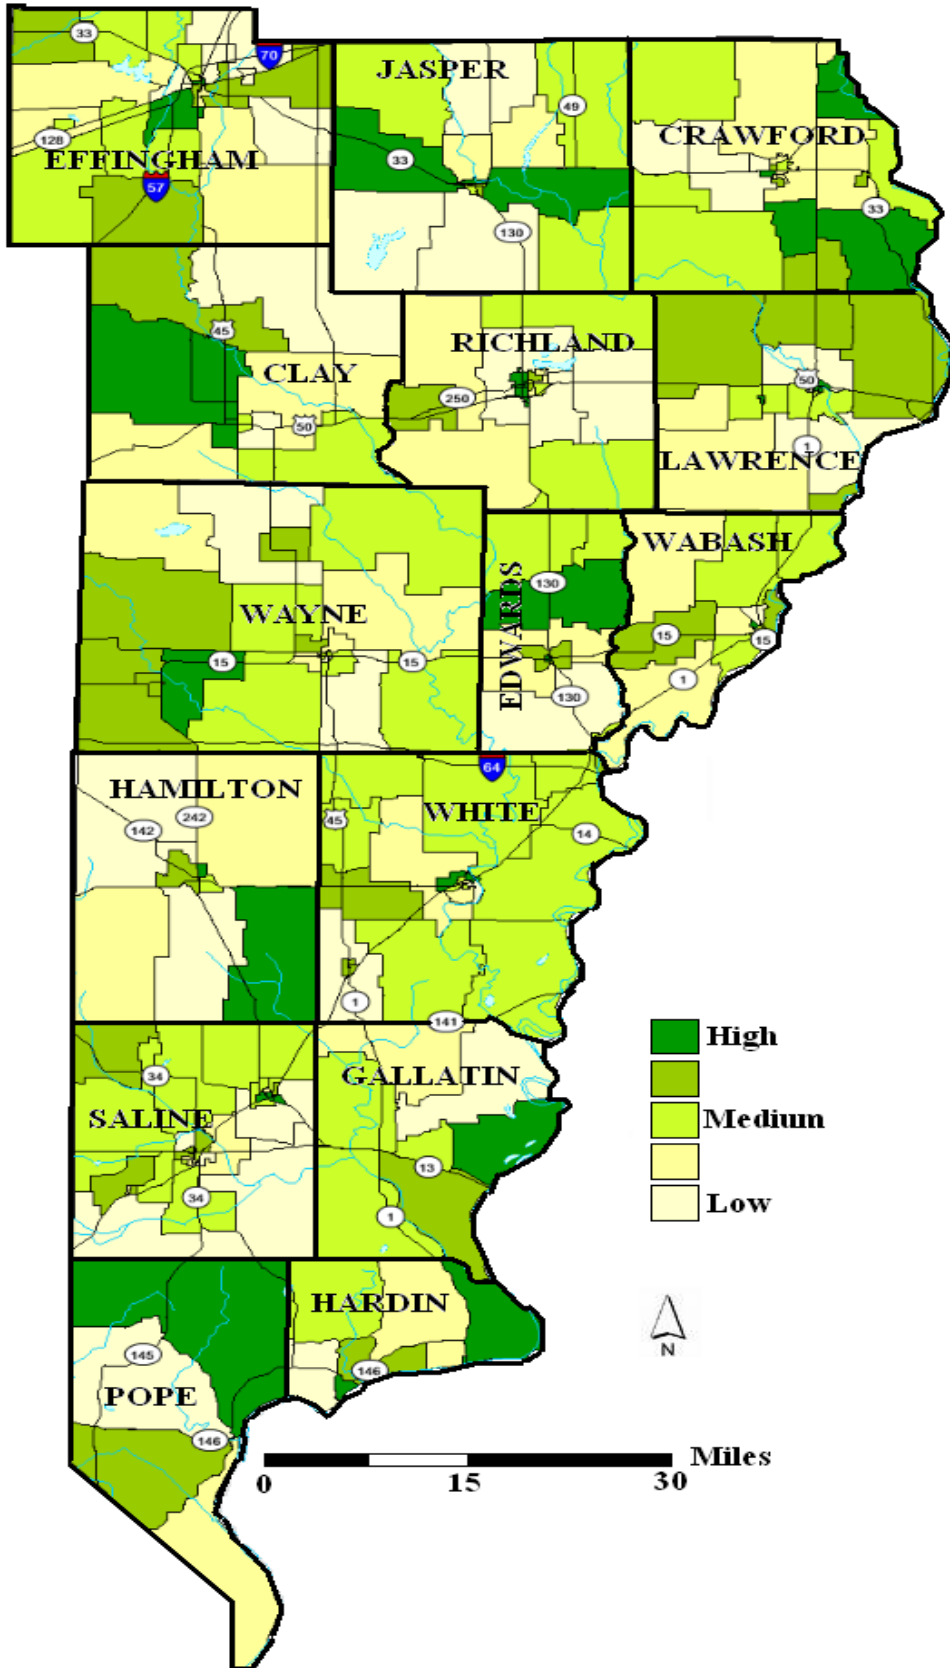 33
70
JASPER
49
128
EFFINGHAM
33
CRAWFORD
57
33
130
45
CLAY
RICHLAND
250
50
50
1
LAWRENCE
WABASH
EDWARDS
130
WAYNE
15
15
15
15
1
130
64
HAMILTON
142
242
45
WHITE
14
1
141
34
SALINE
34
GALLATIN
13
1
High
Medium
Low
HARDIN
146
145
POPE
146
N
Miles
0 15 30